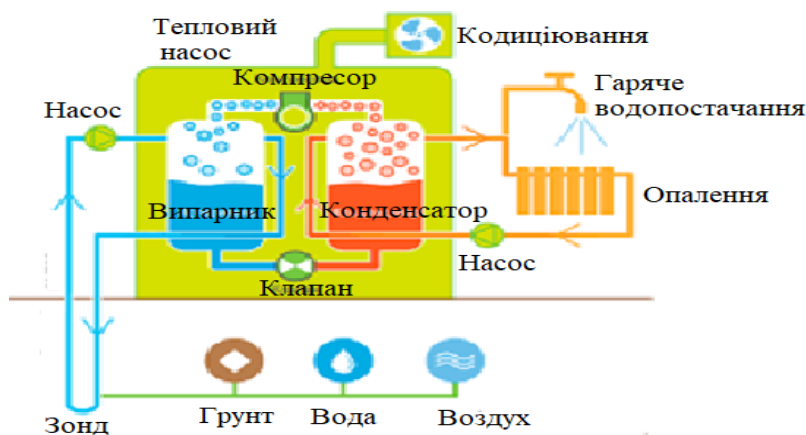 Тепловий
насос
Кодиціювання
Компресор
Гаряче
водопостачання
Насос
Випарник
Конденсатор
Опалення
Насос
Клапан
Зонд
Грунт
Вода
Воздух